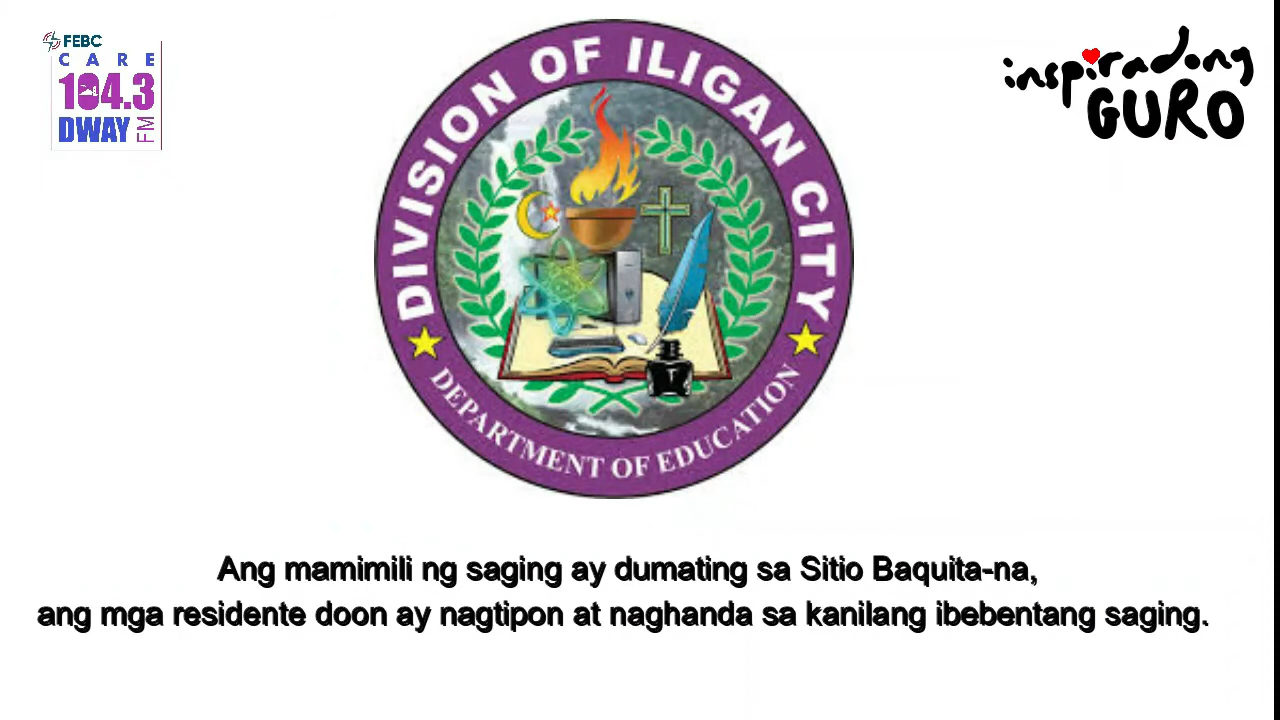 FEBC
CARE
104.3
DWAY FM
inspiradong
GURO
DIVISION OF ILIGAN CITY
DEPARTMENT OF EDUCATION
Ang mamimili ng saging ay dumating sa Sitio Baquita-na,
ang mga residente doon ay nagtipon at naghanda sa kanilang ibebentang saging.